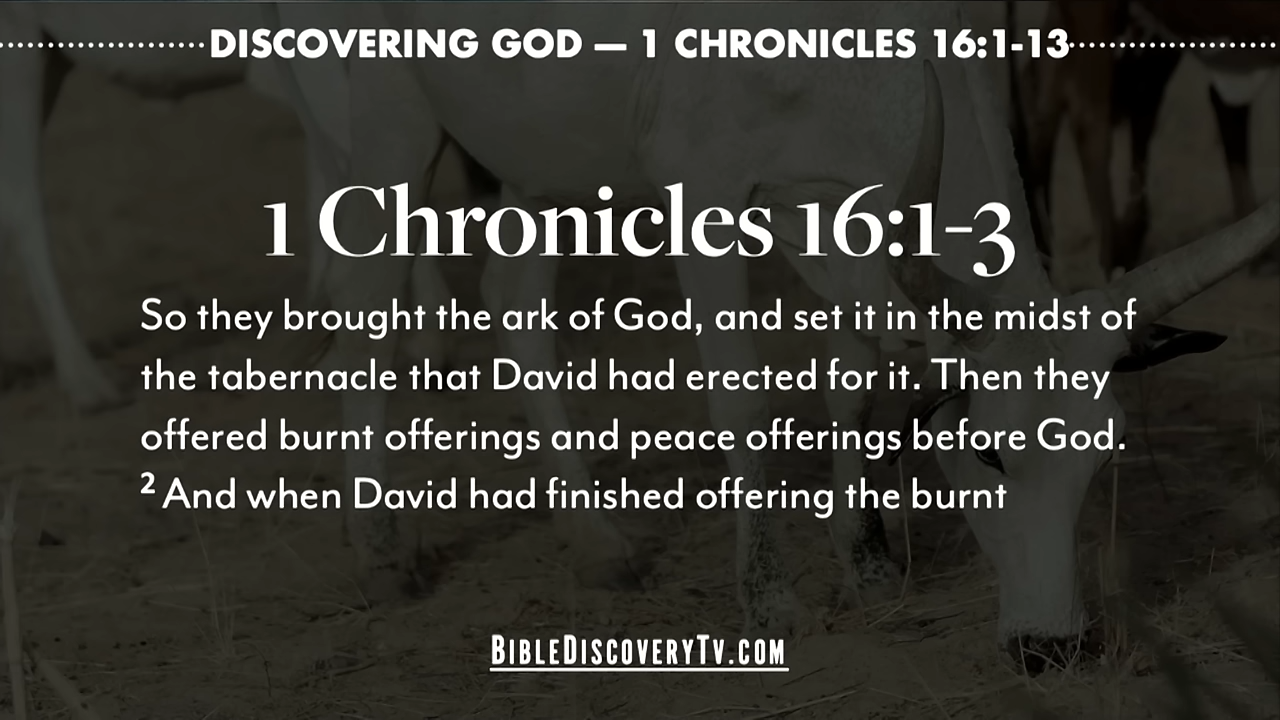 DISCOVERING GOD — 1 CHRONICLES 16:1-13
1 Chronicles 16:1-3
So they brought the ark of God, and set it in the midst of
the tabernacle that David had erected for it. Then they
offered burnt offerings and peace offerings before God.
² And when David had finished offering the burnt
BIBLEDISCOVERYTV.COM